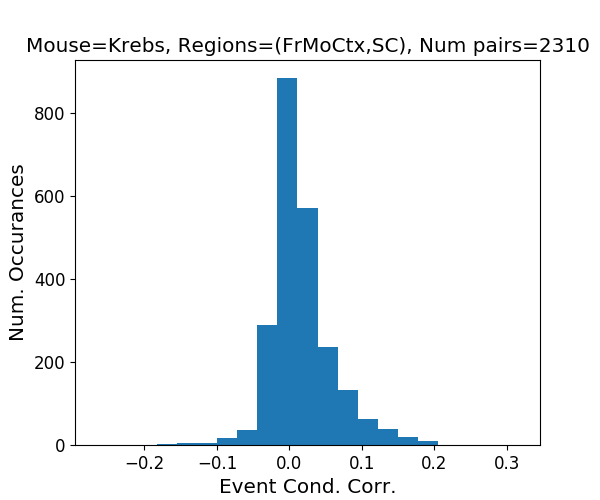 Mouse=Krebs, Regions=(FrMoCtx,SC), Num pairs=2310
Num. Occurances
800
600
400
200
0
−0.2 −0.1 0.0 0.1 0.2 0.3
Event Cond. Corr.